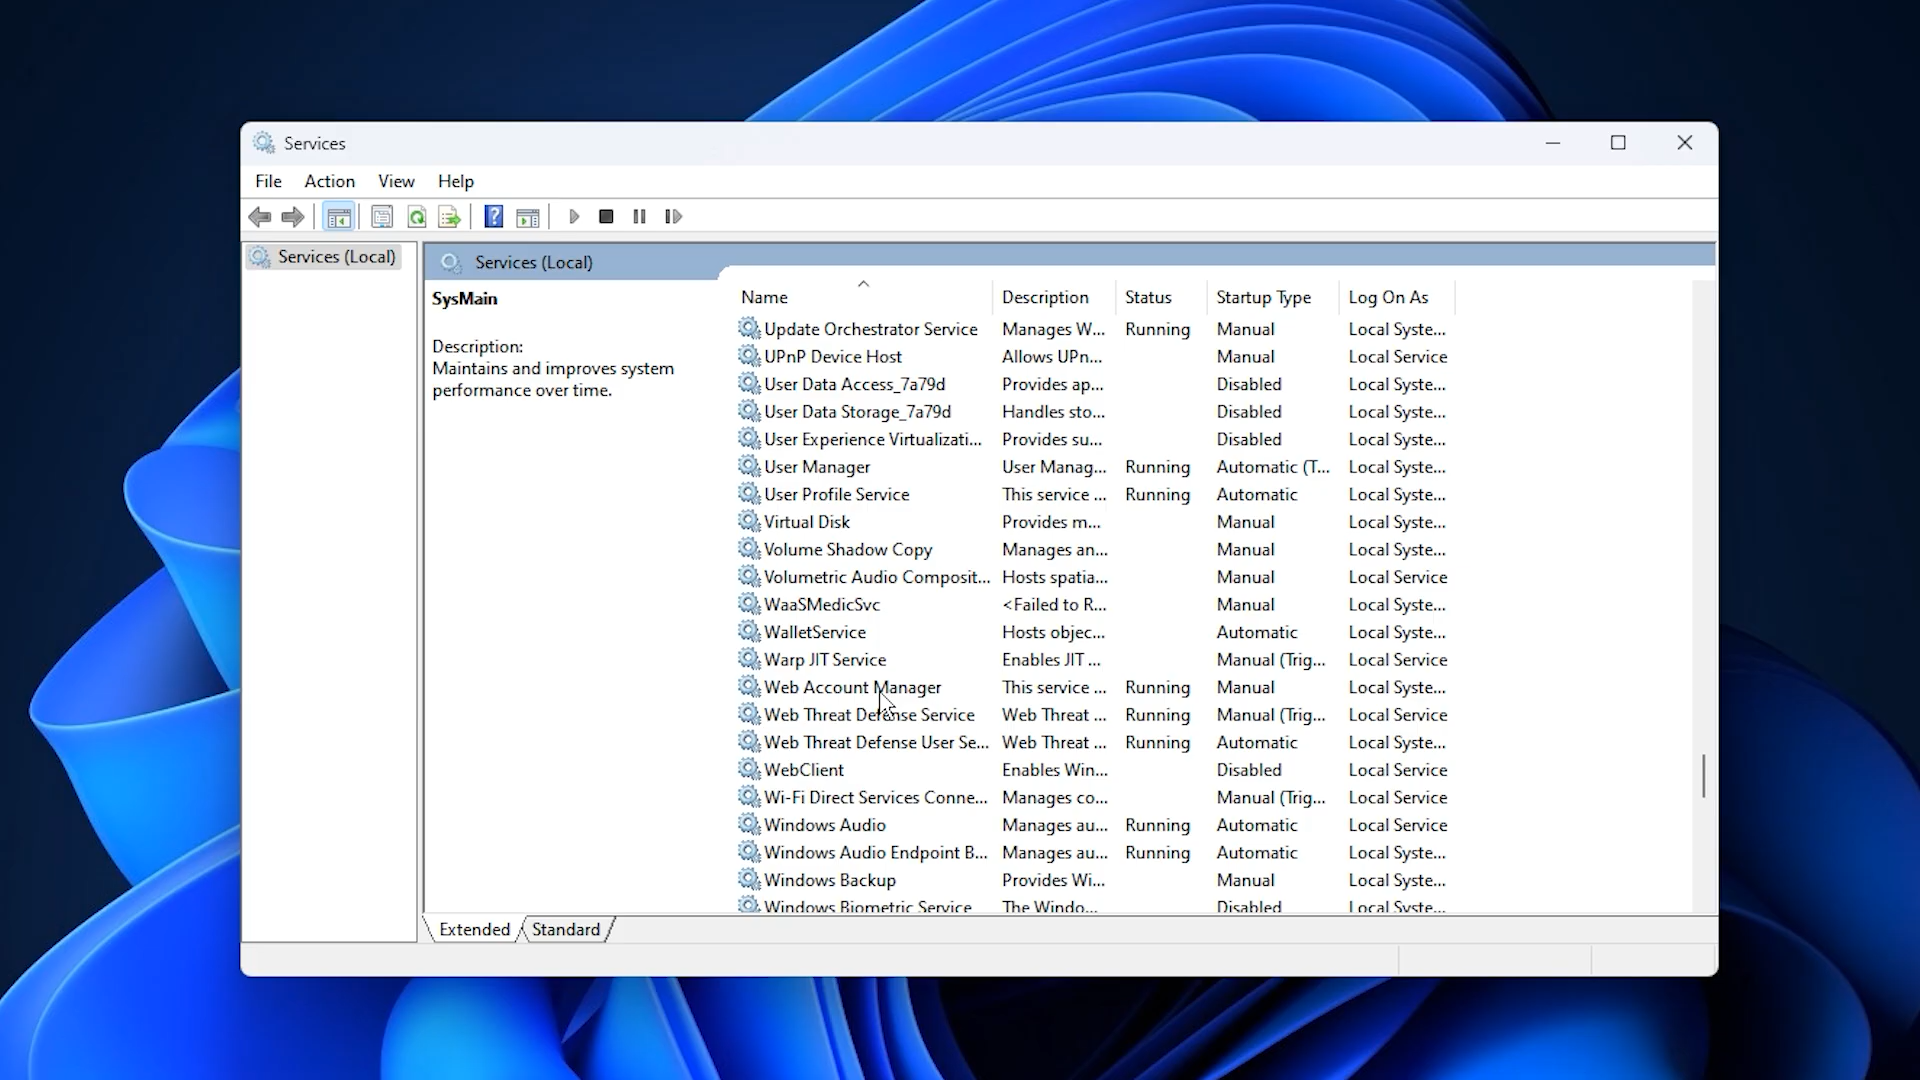 Services
File Action View Help
Services (Local)
Services (Local)
SysMain
Description:
Maintains and improves system
performance over time.
Name Description Status Startup Type Log On As
Update Orchestrator Service Manages W... Running Manual Local Syste...
UPnP Device Host Allows UPn... Manual Local Service
User Data Access_7a79d Provides ap... Disabled Local Syste...
User Data Storage_7a79d Handles sto... Disabled Local Syste...
User Experience Virtualizati... Provides su... Disabled Local Syste...
User Manager User Manag... Running Automatic (T... Local Syste...
User Profile Service This service ... Running Automatic Local Syste...
Virtual Disk Provides m... Manual Local Syste...
Volume Shadow Copy Manages an... Manual Local Syste...
Volumetric Audio Composit... Hosts spatia... Manual Local Service
WaaSMedicSvc <Failed to R... Manual Local Syste...
WalletService Hosts objec... Automatic Local Syste...
Warp JIT Service Enables JIT ... Manual (Trig... Local Service
Web Account Manager This service ... Running Manual Local Syste...
Web Threat Defense Service Web Threat ... Running Manual (Trig... Local Service
Web Threat Defense User Se... Web Threat ... Running Automatic Local Syste...
WebClient Enables Win... Disabled Local Service
Wi-Fi Direct Services Conne... Manages co... Manual (Trig... Local Service
Windows Audio Manages au... Running Automatic Local Service
Windows Audio Endpoint B... Manages au... Running Automatic Local Syste...
Windows Backup Provides Wi... Manual Local Syste...
Windows Biometric Service The Windo... Disabled Local Syste...
Extended Standard